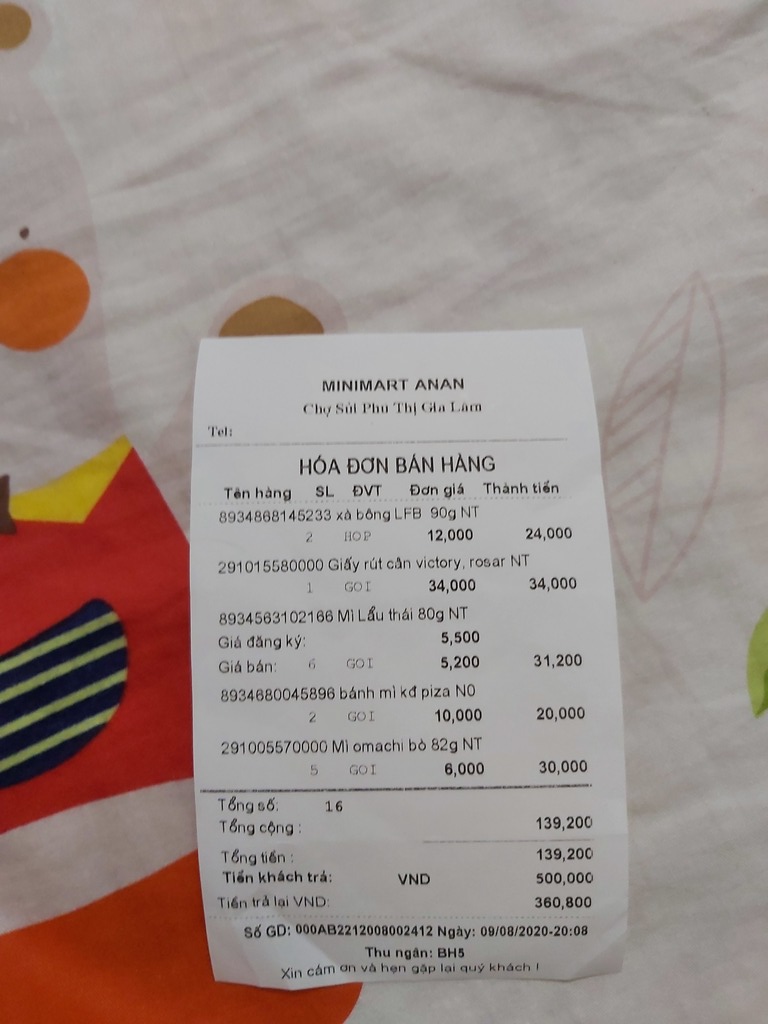 MINIMART ANAN
Chợ Sủi Phú Thị Gia Lâm
Tel:
HÓA ĐƠN BÁN HÀNG
Tên hàng SL ĐVT Đơn giá Thành tiền
8934868145233 xà bông LFB 90g NT
2 HOP 12,000 24,000
291015580000 Giấy rút cân victory, rosar NT
1 GOI 34,000 34,000
8934563102166 Mì Lẩu thái 80g NT
Giá đăng ký: 5,500
Giá bán: 6 GOI 5,200 31,200
8934680045896 bánh mì kđ piza N0
2 GOI 10,000 20,000
291005570000 Mì omachi bò 82g NT
5 GOI 6,000 30,000
Tổng số: 16
Tổng cộng : 139,200
Tổng tiền : 139,200
Tiền khách trả: VND 500,000
Tiền trả lại VND: 360,800
Số GD: 000AB2212008002412 Ngày: 09/08/2020-20:08
Thu ngân: BH5
Xin cảm ơn và hẹn gặp lại quý khách !